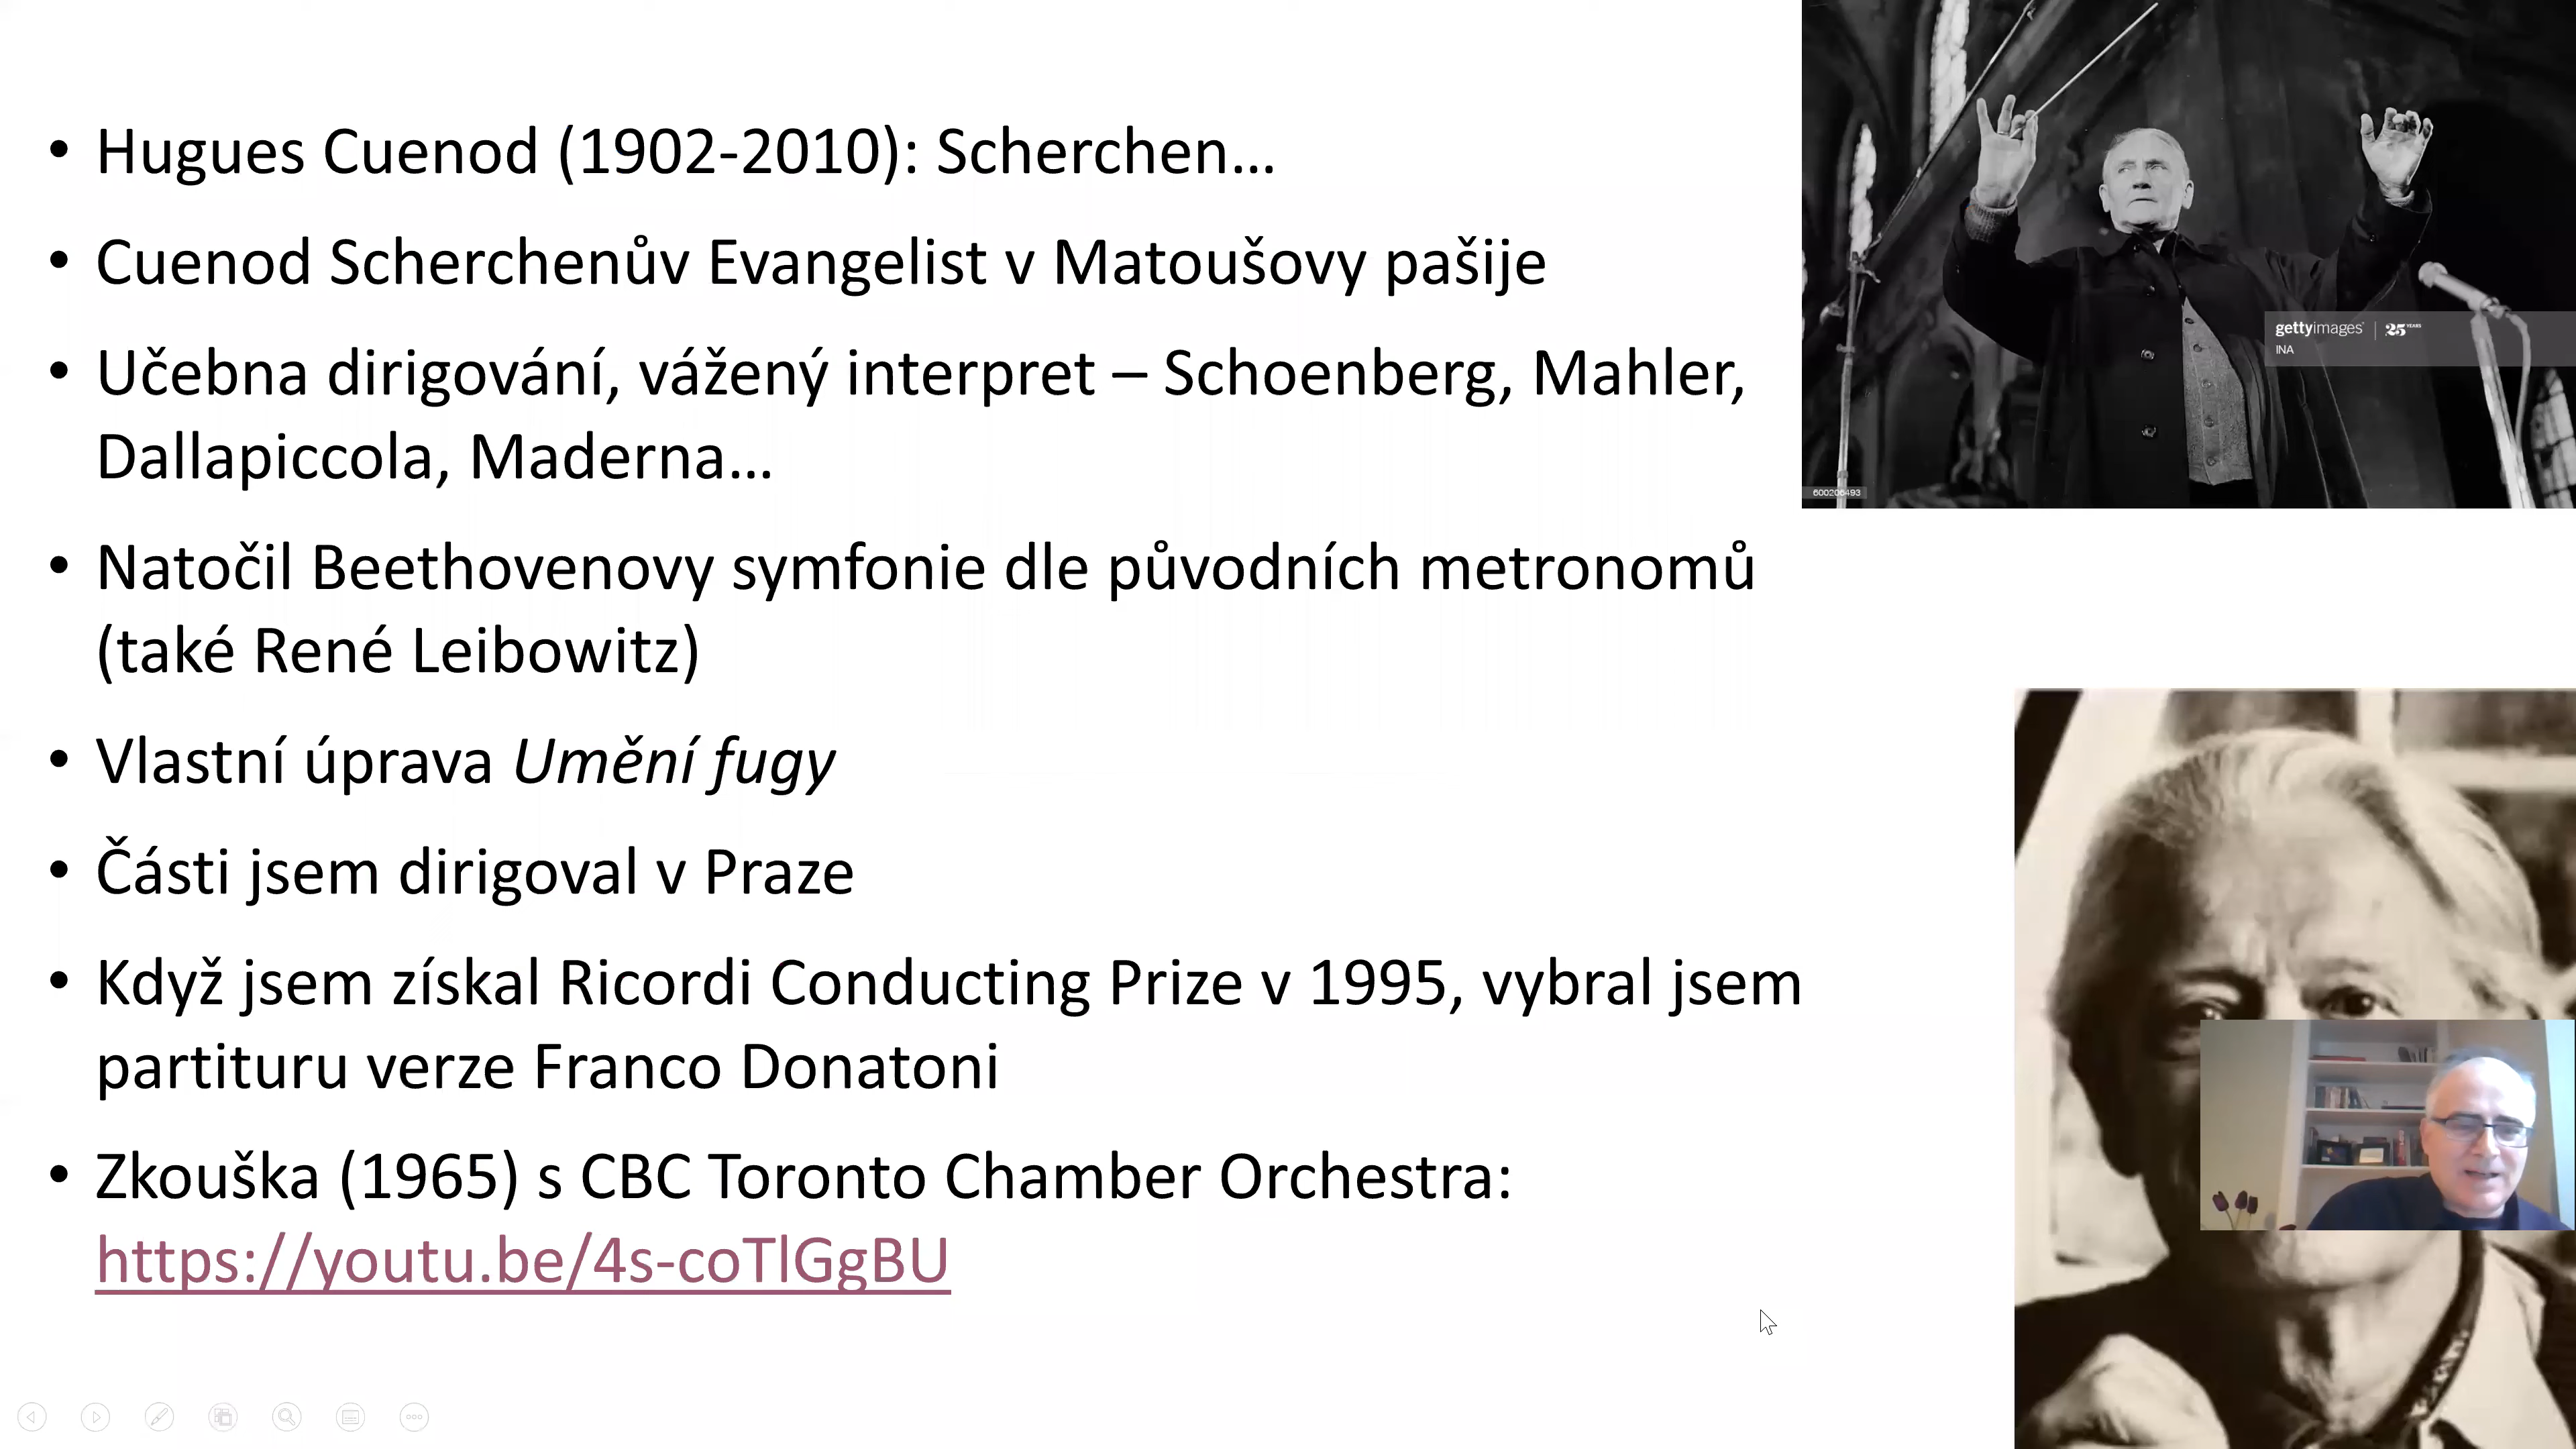 • Hugues Cuenod (1902-2010): Scherchen…
• Cuenod Scherchenův Evangelist v Matoušovy pašije
• Učebna dirigování, vážený interpret – Schoenberg, Mahler,
Dallapiccola, Maderna…
• Natočil Beethovenovy symfonie dle původních metronomů
(také René Leibowitz)
• Vlastní úprava Umění fugy
• Části jsem dirigoval v Praze
• Když jsem získal Ricordi Conducting Prize v 1995, vybral jsem
partituru verze Franco Donatoni
• Zkouška (1965) s CBC Toronto Chamber Orchestra:
https://youtu.be/4s-coTlGgBU
gettyimages | 25 YEARS
INA
600206493